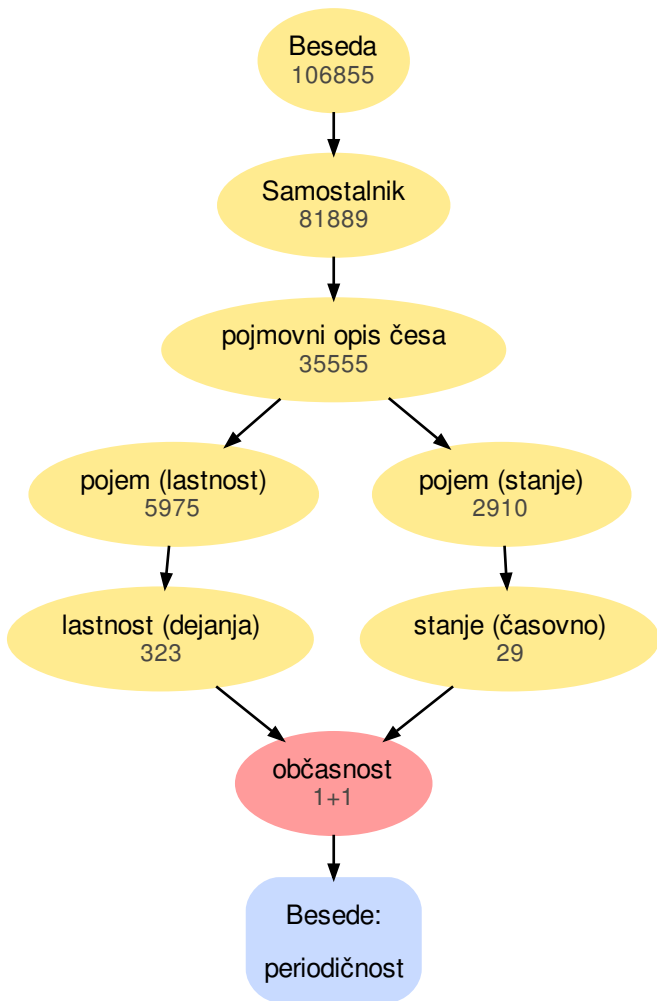 Beseda
106855
Samostalnik
81889
pojmovni opis česa
35555
pojem (lastnost)
5975
pojem (stanje)
2910
lastnost (dejanja)
323
stanje (časovno)
29
občasnost
1+1
Besede:
periodičnost